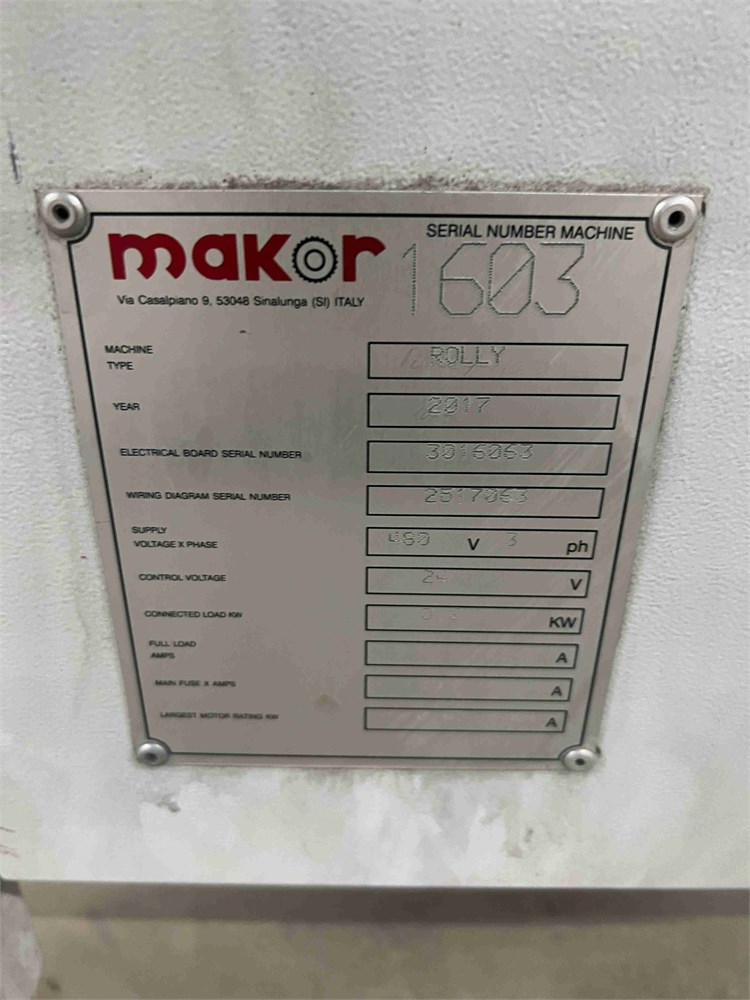 makor
Via Casalpiano 9, 53048 Sinalunga (SI) ITALY
SERIAL NUMBER MACHINE
1603
MACHINE
TYPE
ROLLY
YEAR
2017
ELECTRICAL BOARD SERIAL NUMBER
3016063
WIRING DIAGRAM SERIAL NUMBER
2517063
SUPPLY
VOLTAGE X PHASE
480 V 3 ph
CONTROL VOLTAGE
24 V
CONNECTED LOAD KW
KW
FULL LOAD
AMPS
A
MAIN FUSE X AMPS
A
LARGEST MOTOR RATING KW
A